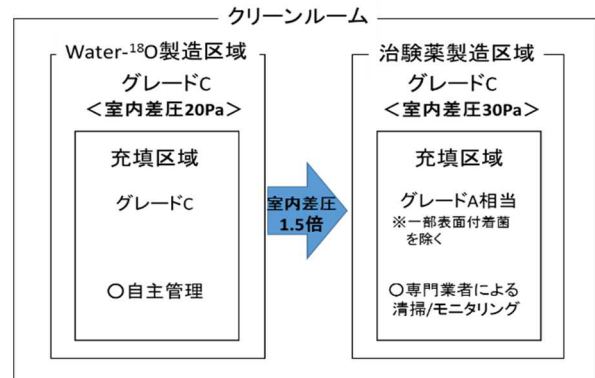 クリーンルーム
Water-¹⁸O製造区域
グレードC
＜室内差圧20Pa＞
充填区域
グレードC
〇自主管理
室内差圧
1.5倍
治験薬製造区域
グレードC
＜室内差圧30Pa＞
充填区域
グレードA相当
※一部表面付着菌
を除く
〇専門業者による
清掃/モニタリング